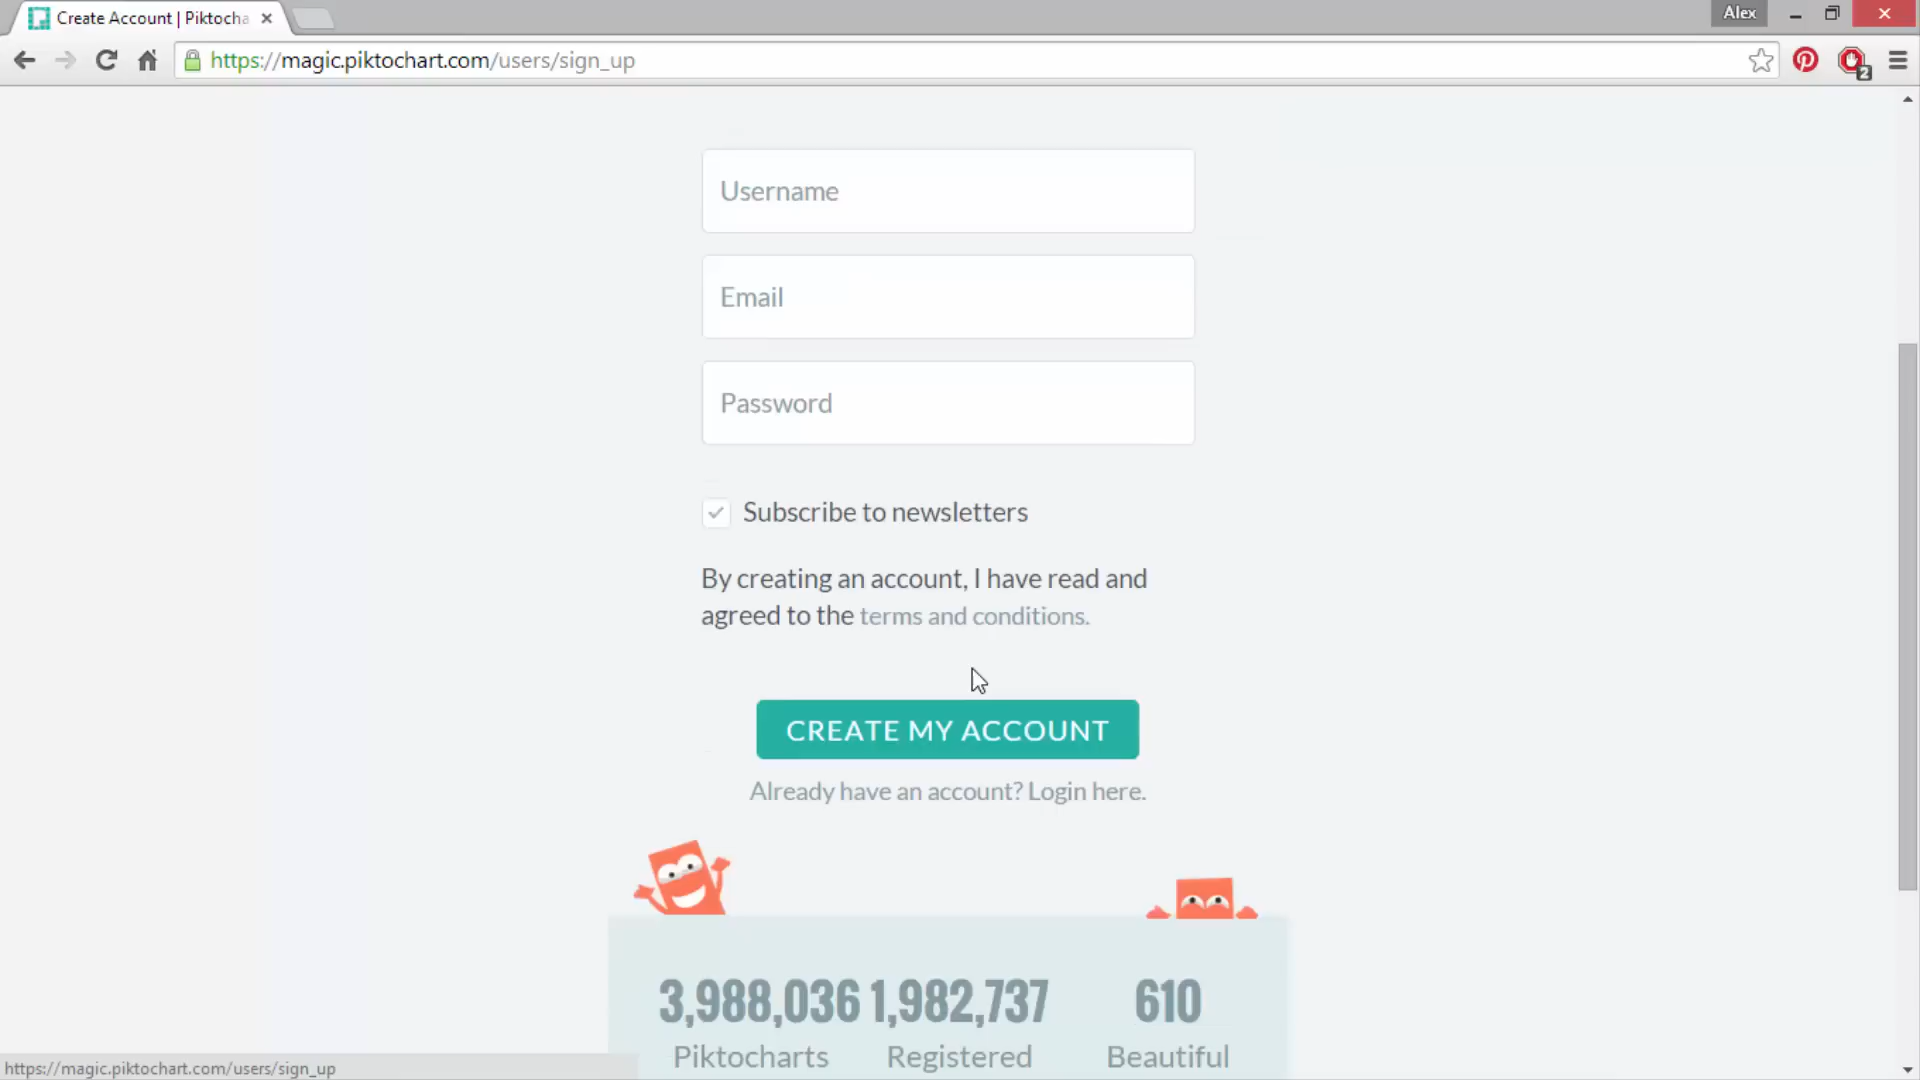 Create Account | Piktocha
Alex
https://magic.piktochart.com/users/sign_up
2
Username
Email
Password
Subscribe to newsletters
By creating an account, I have read and
agreed to the terms and conditions.
CREATE MY ACCOUNT
Already have an account? Login here.
3,988,036 1,982,737 610
Piktocharts Registered Beautiful
https://magic.piktochart.com/users/sign_up